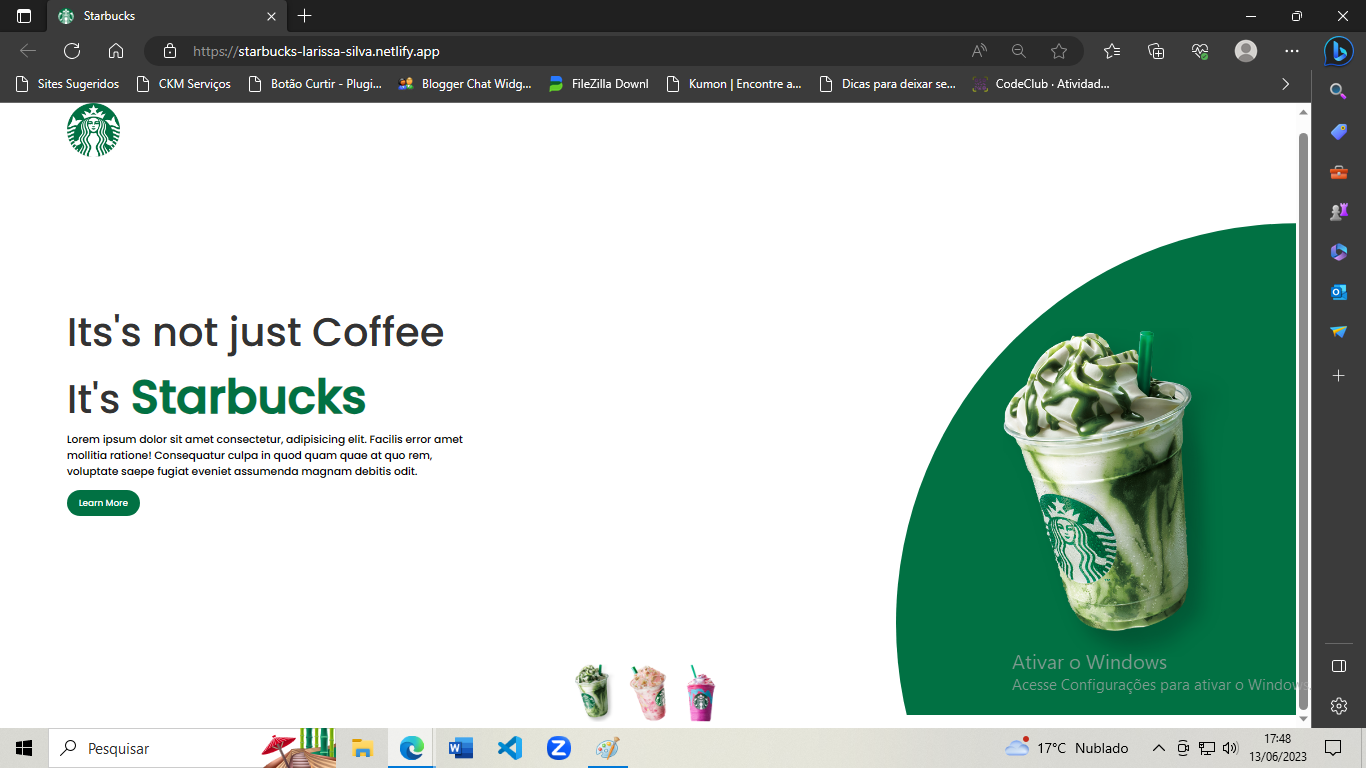 Starbucks
https://starbucks-larissa-silva.netlify.app
Sites Sugeridos
CKM Serviços
Botão Curtir - Plugi...
Blogger Chat Widg...
FileZilla Downl
Kumon | Encontre a...
Dicas para deixar se...
CodeClub · Atividad...
Its's not just Coffee
It's Starbucks
Lorem ipsum dolor sit amet consectetur, adipisicing elit. Facilis error amet
mollitia ratione! Consequatur culpa in quod quam quae at quo rem,
voluptate saepe fugiat eveniet assumenda magnam debitis odit.
Learn More
Ativar o Windows
Acesse Configurações para ativar o Windows.
Pesquisar
17°C Nublado
17:48
13/06/2023